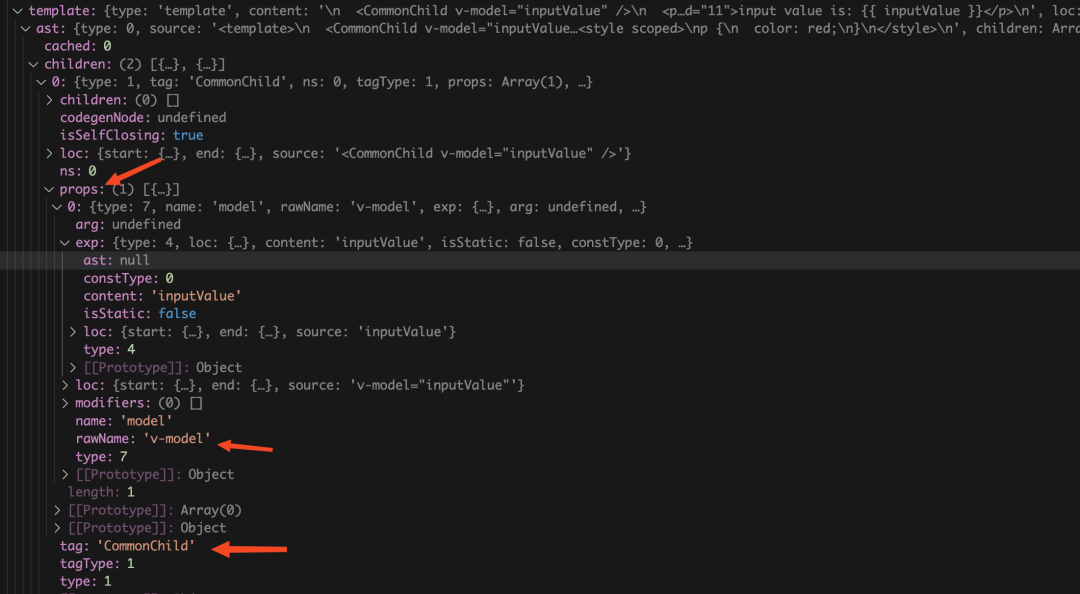 template: {type: 'template', content: '\n  <CommonChild v-model="inputValue" />\n  <p…d="11">input value is: {{ inputValue }}</p>\n', loc:
ast: {type: 0, source: '<template>\n  <CommonChild v-model="inputValue…<style scoped>\np {\n  color: red;\n}\n</style>\n', children: Arra
cached: 0
children: (2) [{…}, {…}]
0: {type: 1, tag: 'CommonChild', ns: 0, tagType: 1, props: Array(1), …}
children: (0) []
codegenNode: undefined
isSelfClosing: true
loc: {start: {…}, end: {…}, source: '<CommonChild v-model="inputValue" />'}
ns: 0
props: (1) [{…}]
0: {type: 7, name: 'model', rawName: 'v-model', exp: {…}, arg: undefined, …}
arg: undefined
exp: {type: 4, loc: {…}, content: 'inputValue', isStatic: false, constType: 0, …}
ast: null
constType: 0
content: 'inputValue'
isStatic: false
loc: {start: {…}, end: {…}, source: 'inputValue'}
type: 4
[[Prototype]]: Object
loc: {start: {…}, end: {…}, source: 'v-model="inputValue"'}
modifiers: (0) []
name: 'model'
rawName: 'v-model'
type: 7
[[Prototype]]: Object
length: 1
[[Prototype]]: Array(0)
[[Prototype]]: Object
tag: 'CommonChild'
tagType: 1
type: 1